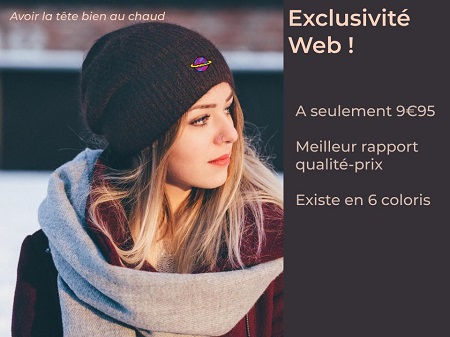 Avoir la tête bien au chaud
Exclusivité
Web !
A seulement 9€95
Meilleur rapport
qualité-prix
Existe en 6 coloris